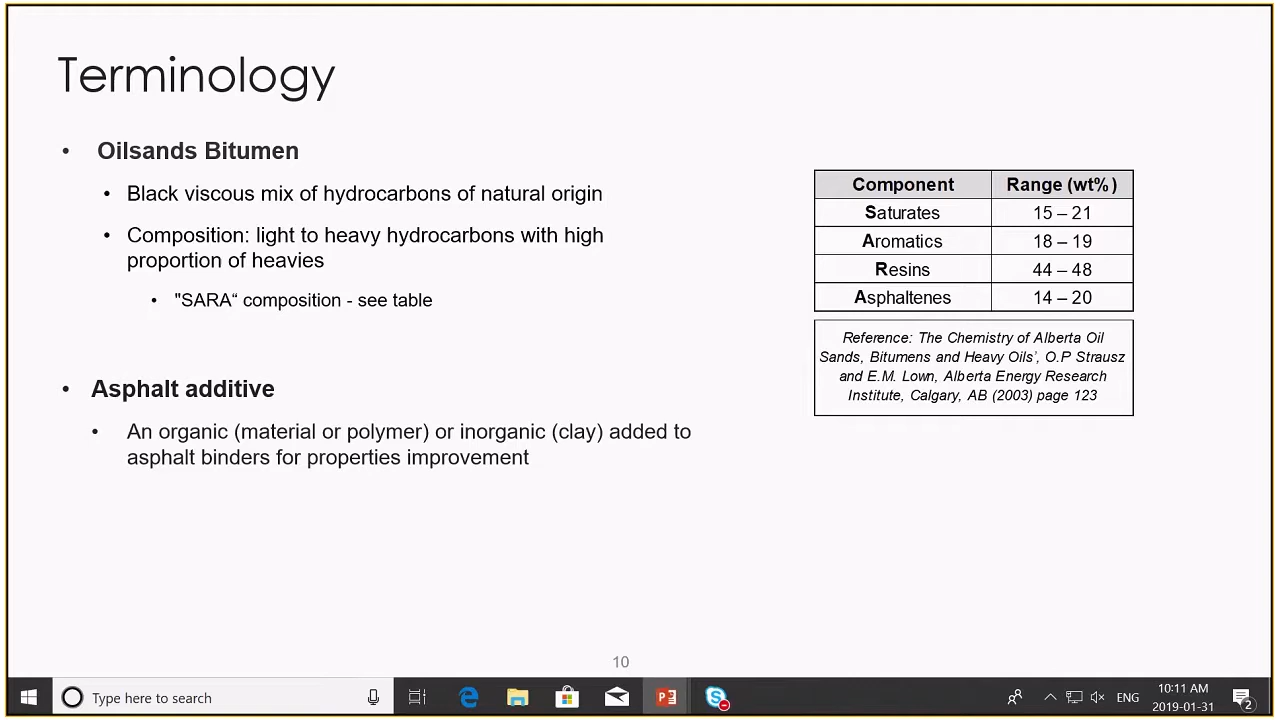 Terminology
• Oilsands Bitumen
• Black viscous mix of hydrocarbons of natural origin
• Composition: light to heavy hydrocarbons with high
proportion of heavies
• "SARA“ composition - see table
• Asphalt additive
• An organic (material or polymer) or inorganic (clay) added to
asphalt binders for properties improvement
Component Range (wt%)
Saturates 15 – 21
Aromatics 18 – 19
Resins 44 – 48
Asphaltenes 14 – 20
Reference: The Chemistry of Alberta Oil
Sands, Bitumens and Heavy Oils’, O.P Strausz
and E.M. Lown, Alberta Energy Research
Institute, Calgary, AB (2003) page 123
10
Type here to search
ENG
10:11 AM
2019-01-31
2